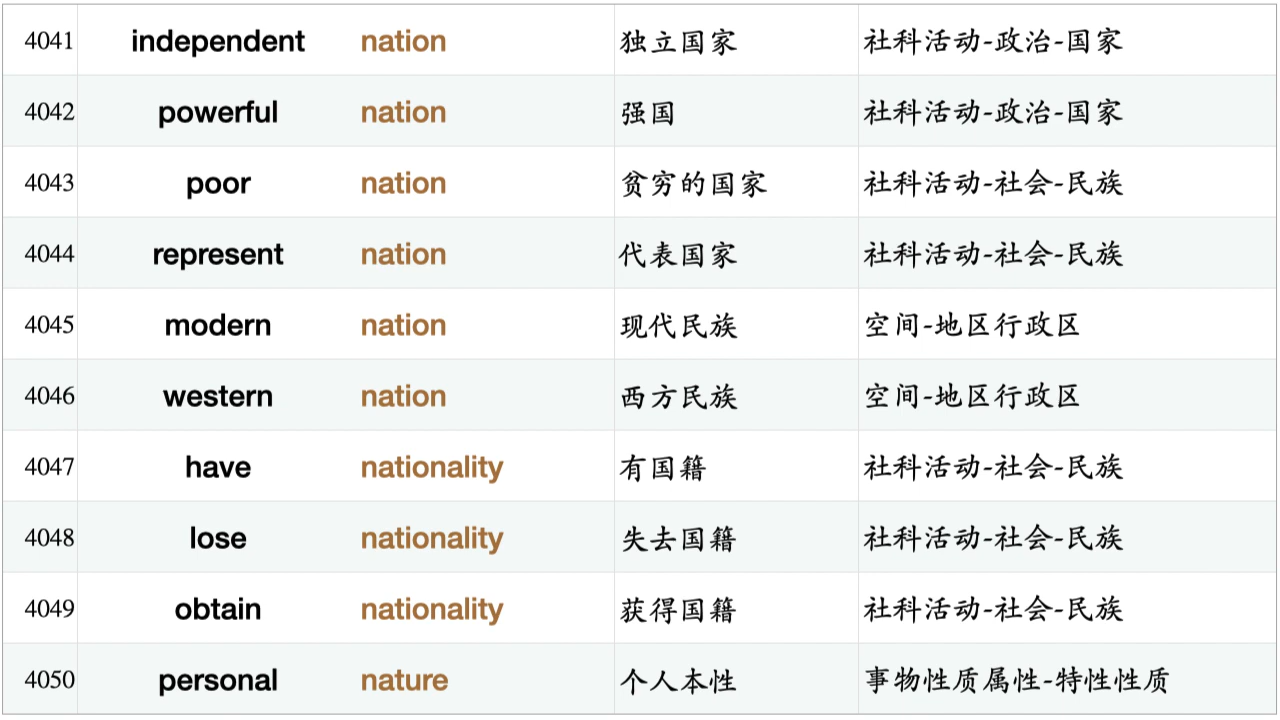 4041 independent nation 独立国家 社科活动-政治-国家
4042 powerful nation 强国 社科活动-政治-国家
4043 poor nation 贫穷的国家 社科活动-社会-民族
4044 represent nation 代表国家 社科活动-社会-民族
4045 modern nation 现代民族 空间-地区行政区
4046 western nation 西方民族 空间-地区行政区
4047 have nationality 有国籍 社科活动-社会-民族
4048 lose nationality 失去国籍 社科活动-社会-民族
4049 obtain nationality 获得国籍 社科活动-社会-民族
4050 personal nature 个人本性 事物性质属性-特性性质